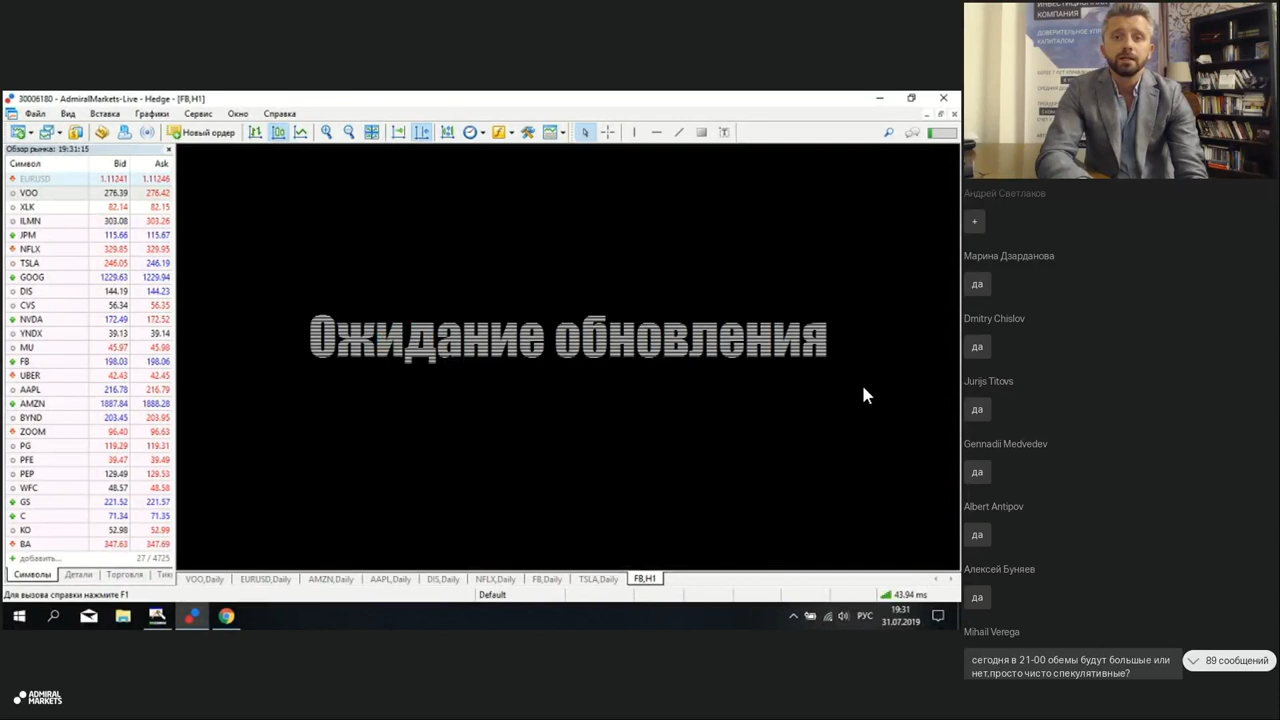 30006180 - AdmiralMarkets-Live - Hedge - [FB,H1]
Файл Вид Вставка Графики Сервис Окно Справка
Новый ордер
Обзор рынка: 19:31:15
Символ Bid Ask
EURUSD 1.11241 1.11246
VOO 276.39 276.42
XLK 82.14 82.15
ILMN 303.08 303.26
JPM 115.66 115.67
NFLX 329.85 329.95
TSLA 246.05 246.19
GOOG 1229.63 1229.94
DIS 144.19 144.23
CVS 56.34 56.35
NVDA 172.49 172.52
YNDX 39.13 39.14
MU 45.97 45.98
FB 198.03 198.06
UBER 42.43 42.45
AAPL 216.78 216.79
AMZN 1887.84 1888.28
BYND 203.45 203.95
ZOOM 96.40 96.63
PG 119.29 119.31
PFE 39.47 39.49
PEP 129.49 129.53
WFC 48.57 48.58
GS 221.52 221.57
C 71.34 71.35
KO 52.98 52.99
BA 347.63 347.69
+ добавить... 27 / 4725
Символы Детали Торговля Тик
Ожидание обновления
VOO,Daily EURUSD,Daily AMZN,Daily AAPL,Daily DIS,Daily NFLX,Daily FB,Daily TSLA,Daily FB,H1
Для вызова справки нажмите F1 Default 43.94 ms
РУС 19:31
31.07.2019
ADMIRAL
MARKETS
ИНВЕСТИЦИОННАЯ
КОМПАНИЯ
ДОВЕРИТЕЛЬНОЕ
КАПИТАЛОМ
Андрей Светлаков
+
Марина Дзарданова
да
Dmitry Chislov
да
Jurijs Titovs
да
Gennadii Medvedev
да
Albert Antipov
да
Алексей Буняев
да
Mihail Verega
сегодня в 21-00 обемы будут большые или
нет,просто чисто спекулятивные?
89 сообщений